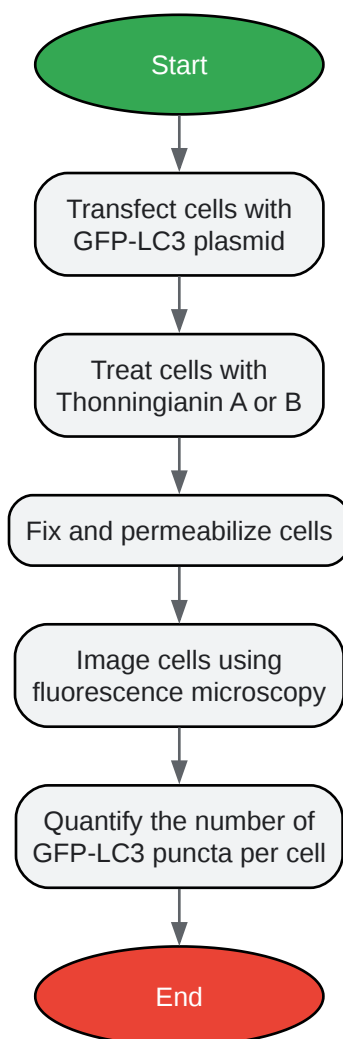 Start
Transfect cells with
GFP-LC3 plasmid
Treat cells with
Thonningianin A or B
Fix and permeabilize cells
Image cells using
fluorescence microscopy
Quantify the number of
GFP-LC3 puncta per cell
End